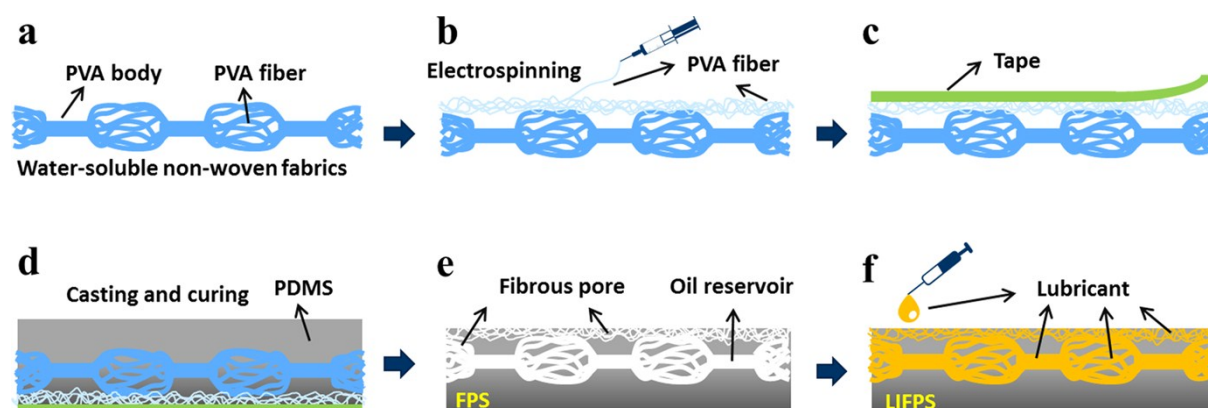 a
PVA body
PVA fiber
Water-soluble non-woven fabrics
b
Electrospinning
PVA fiber
c
Tape
d
Casting and curing
PDMS
e
Fibrous pore
Oil reservoir
FPS
f
Lubricant
LIFPS